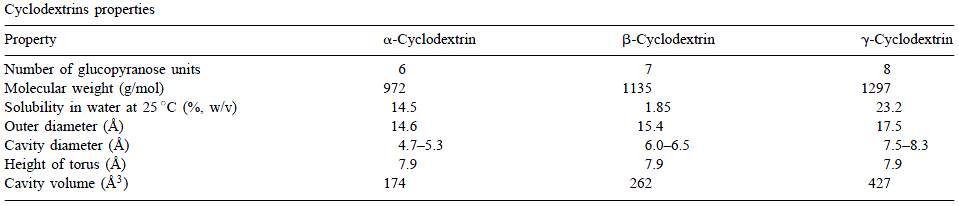 Cyclodextrins properties
Property α-Cyclodextrin β-Cyclodextrin γ-Cyclodextrin
Number of glucopyranose units 6 7 8
Molecular weight (g/mol) 972 1135 1297
Solubility in water at 25 °C (%, w/v) 14.5 1.85 23.2
Outer diameter (Å) 14.6 15.4 17.5
Cavity diameter (Å) 4.7–5.3 6.0–6.5 7.5–8.3
Height of torus (Å) 7.9 7.9 7.9
Cavity volume (Å³) 174 262 427